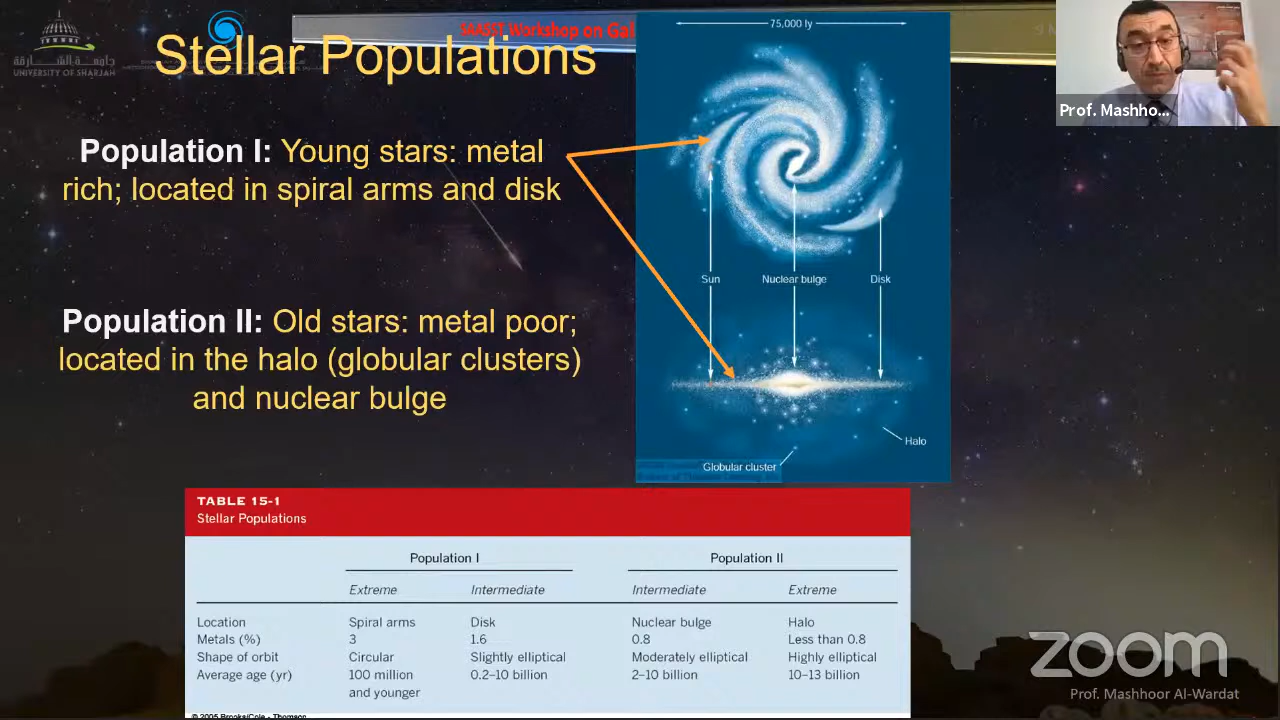 جامعة الشارقة
UNIVERSITY OF SHARJAH
SAASST Workshop on Gal
9 M
Stellar Populations
Population I: Young stars: metal
rich; located in spiral arms and disk
Population II: Old stars: metal poor;
located in the halo (globular clusters)
and nuclear bulge
75,000 ly
Sun
Nuclear bulge
Disk
Halo
Globular cluster
Prof. Mashho...
TABLE 15-1
Stellar Populations
Population I Population II
Extreme Intermediate Intermediate Extreme
Location Spiral arms Disk Nuclear bulge Halo
Metals (%) 3 1.6 0.8 Less than 0.8
Shape of orbit Circular Slightly elliptical Moderately elliptical Highly elliptical
Average age (yr) 100 million 0.2–10 billion 2–10 billion 10–13 billion
and younger
© 2005 Brooks/Cole - Thomson
zoom
Prof. Mashhoor Al-Wardat